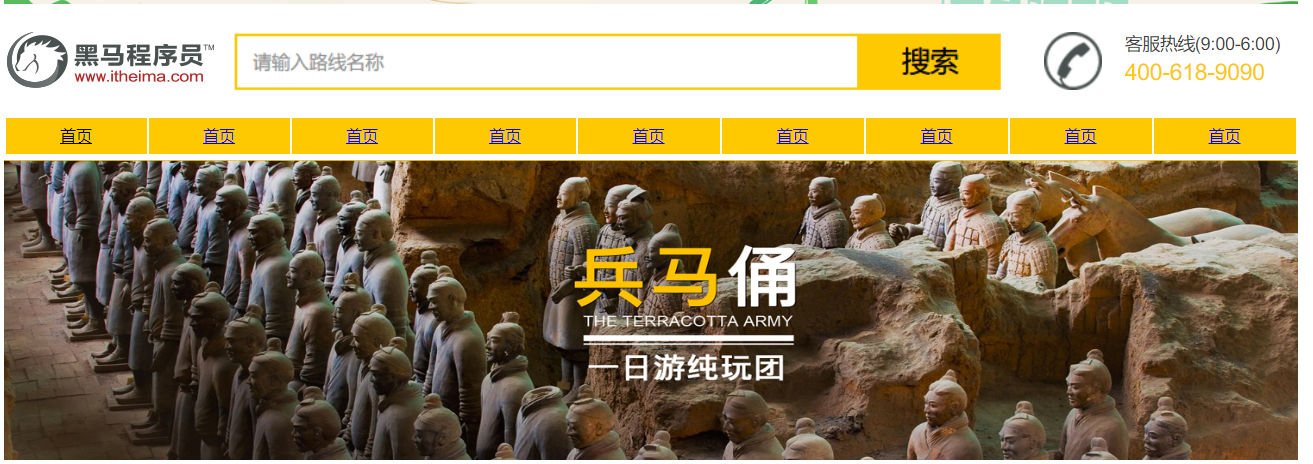 黑马程序员™
www.itheima.com
请输入路线名称
搜索
客服热线(9:00-6:00)
400-618-9090
首页 首页 首页 首页 首页 首页 首页 首页 首页
兵马俑
THE TERRACOTTA ARMY
一日游纯玩团